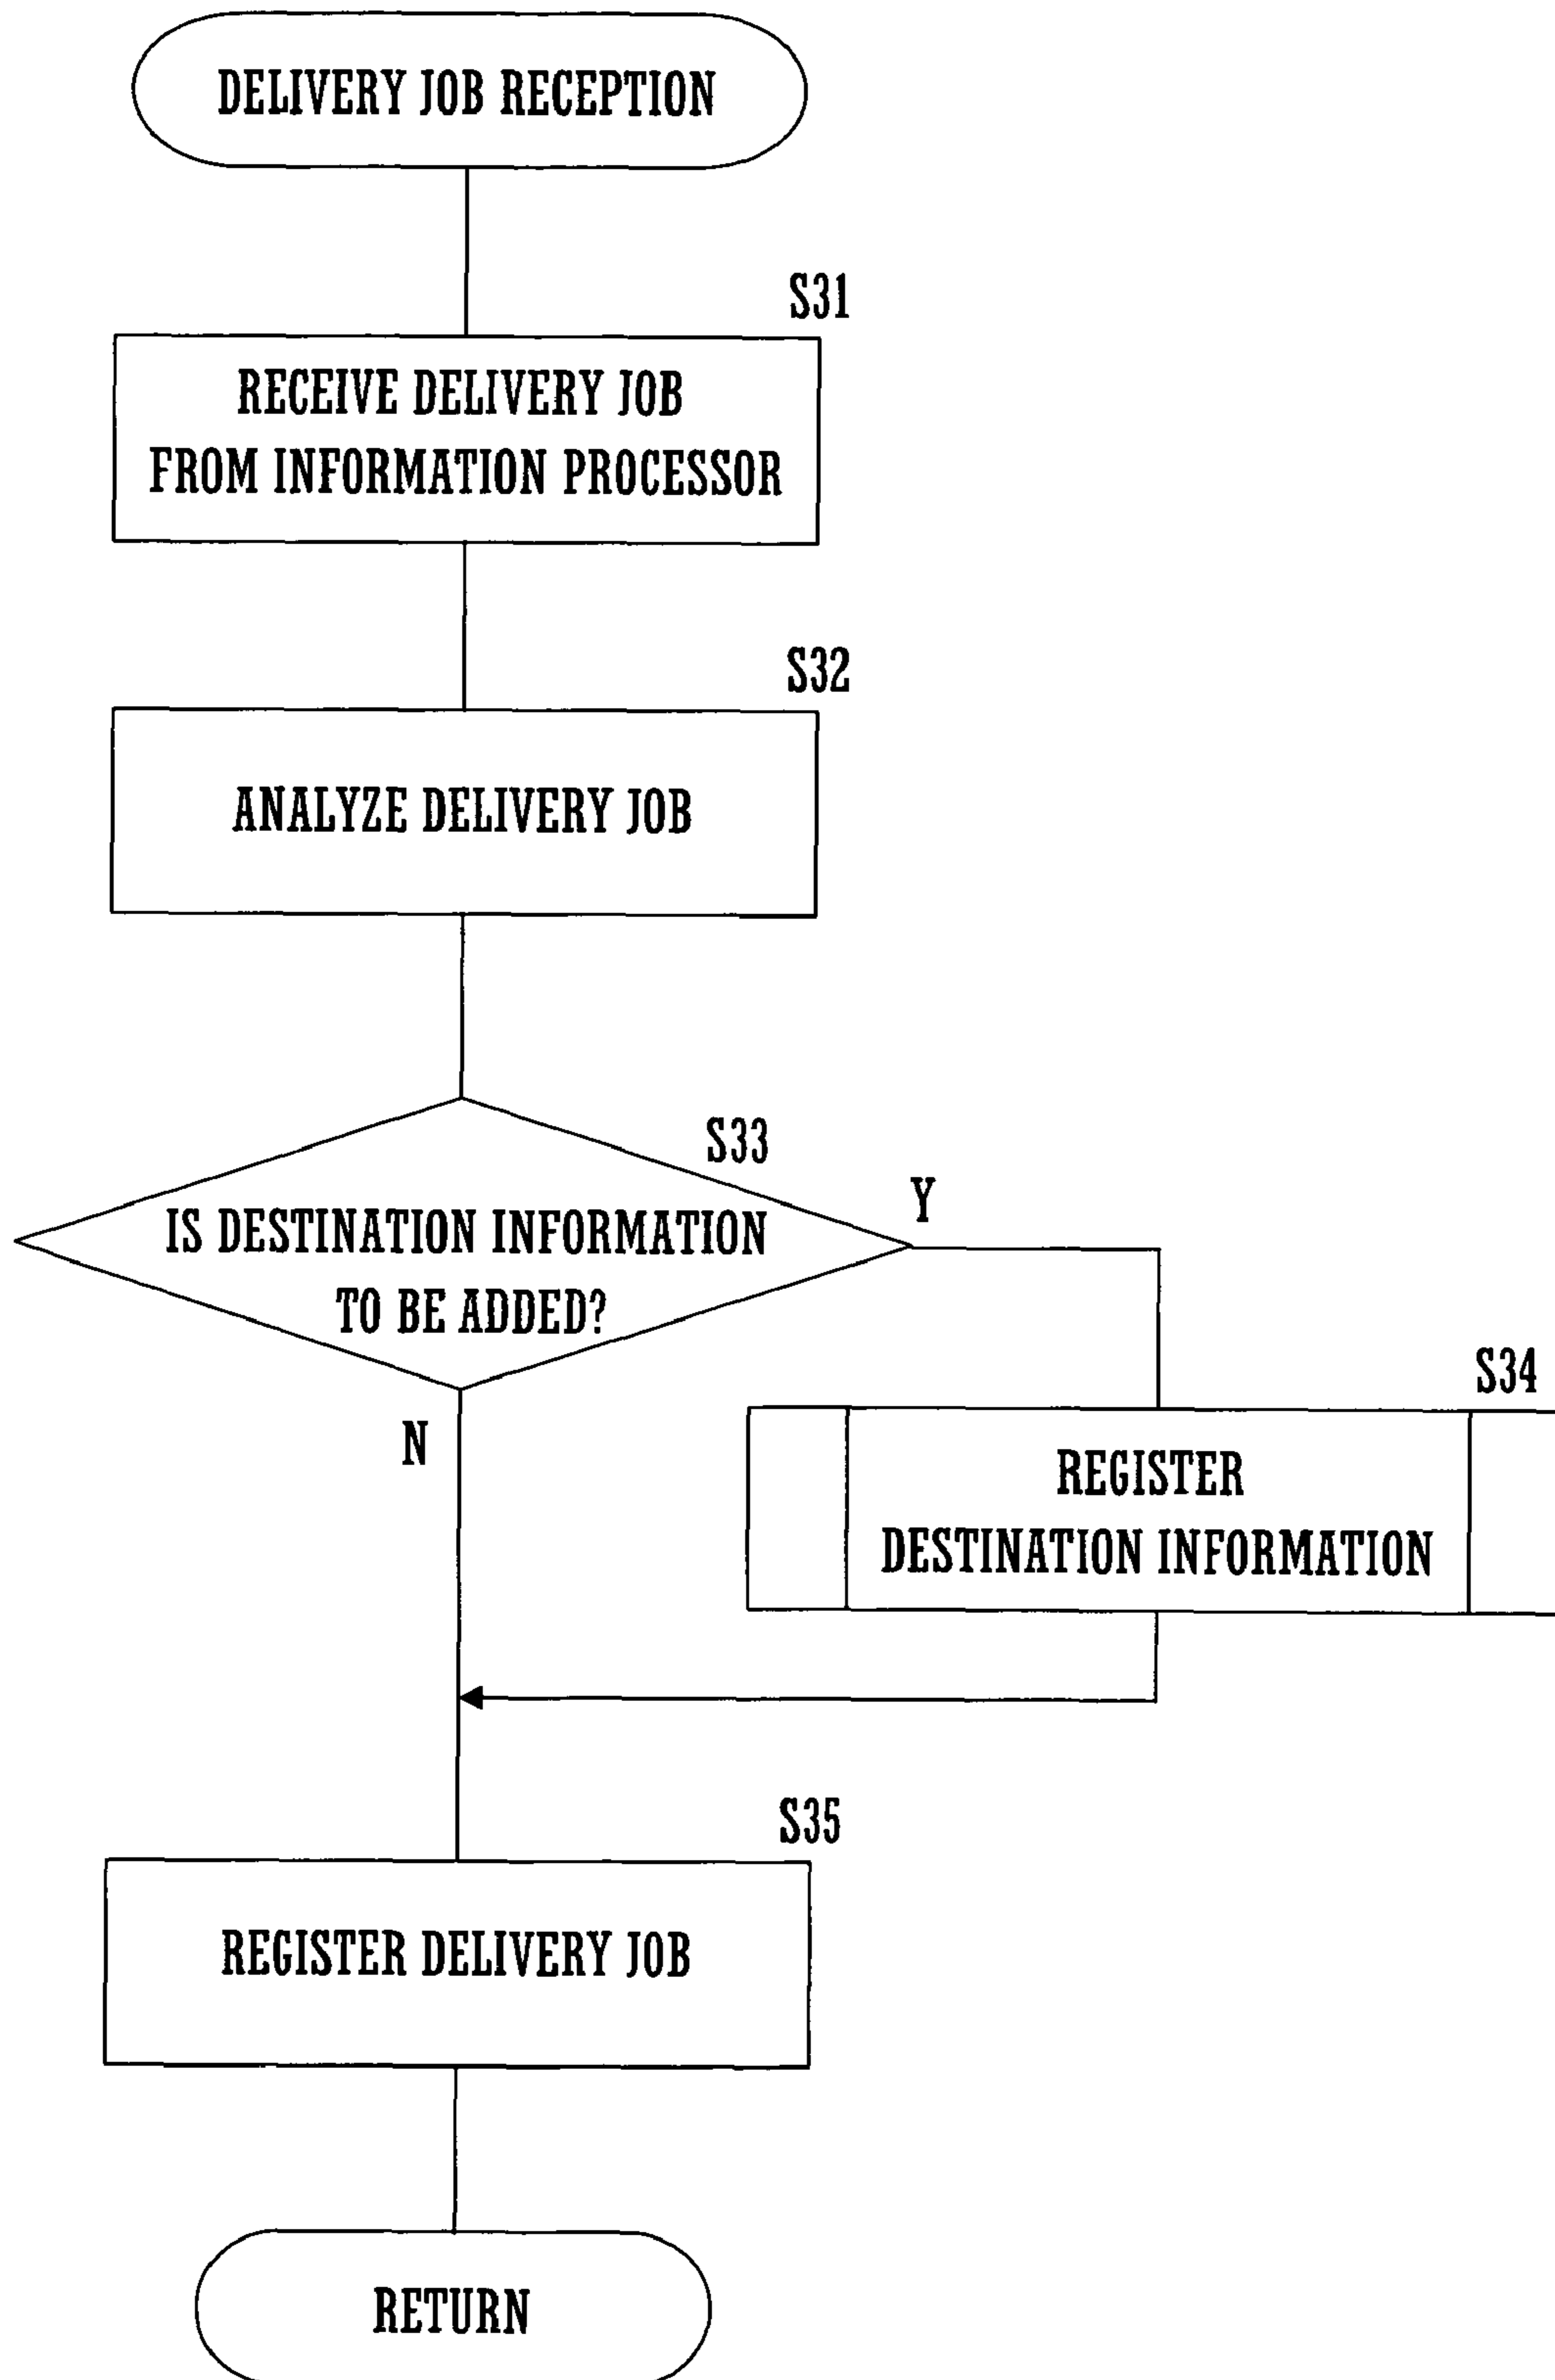 DELIVERY JOB RECEPTION
S31
RECEIVE DELIVERY JOB
FROM INFORMATION PROCESSOR
S32
ANALYZE DELIVERY JOB
S33
IS DESTINATION INFORMATION
TO BE ADDED?
Y
N
S34
REGISTER
DESTINATION INFORMATION
S35
REGISTER DELIVERY JOB
RETURN